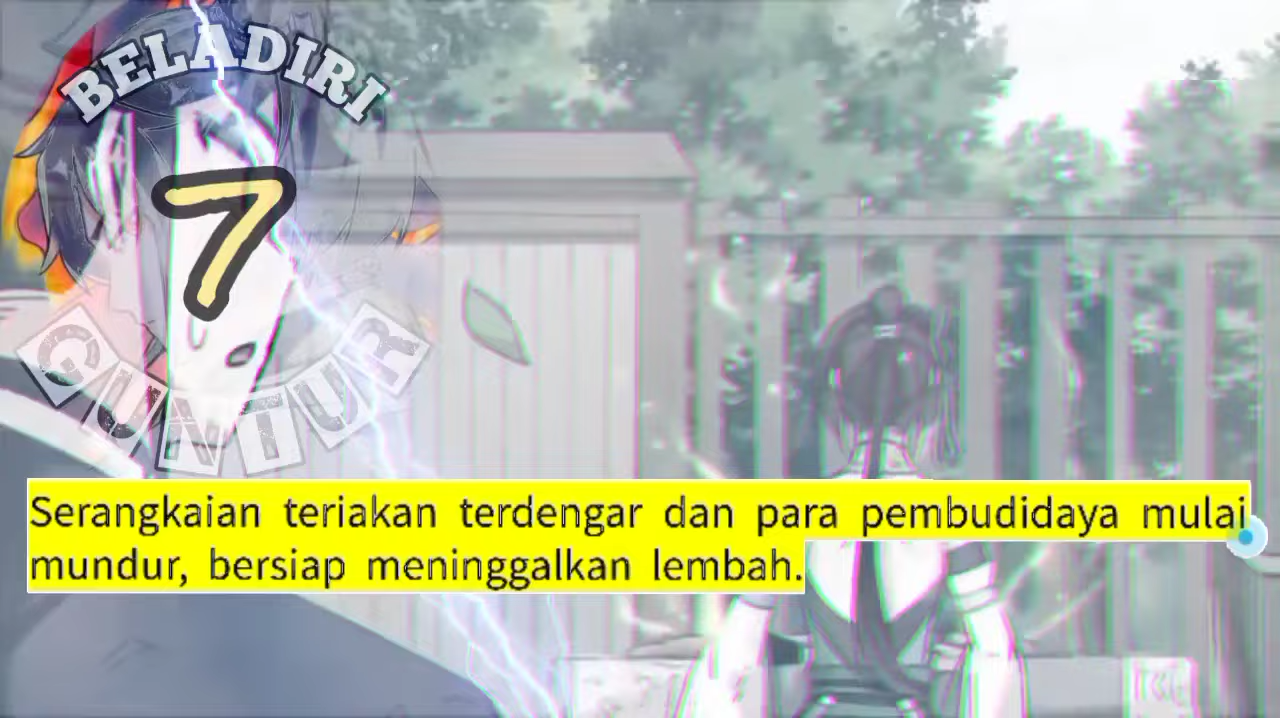 BELADIRI
7
GUNTUR
Serangkaian teriakan terdengar dan para pembudidaya mulai
mundur, bersiap meninggalkan lembah.